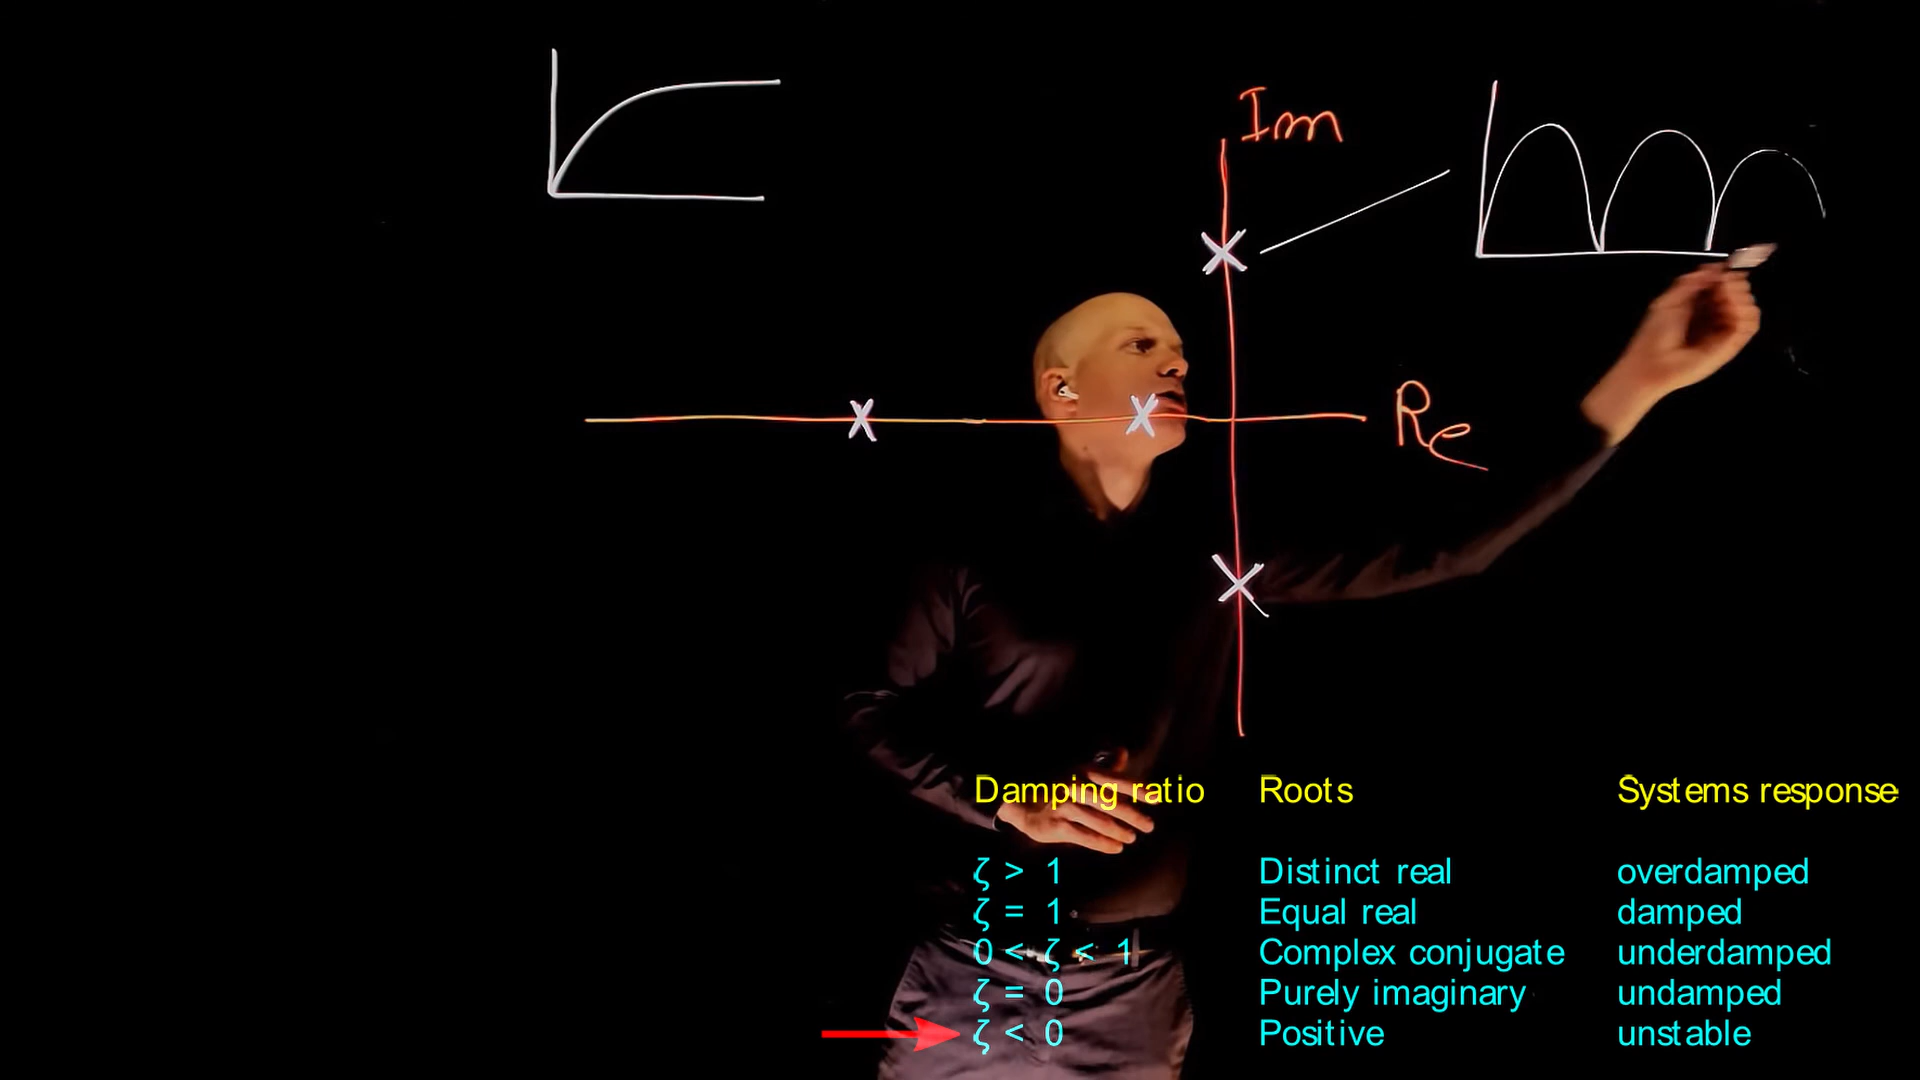 Im
Re
Damping ratio Roots Systems response
ζ > 1 Distinct real overdamped
ζ = 1 Equal real damped
0 < ζ < 1 Complex conjugate underdamped
ζ = 0 Purely imaginary undamped
ζ < 0 Positive unstable